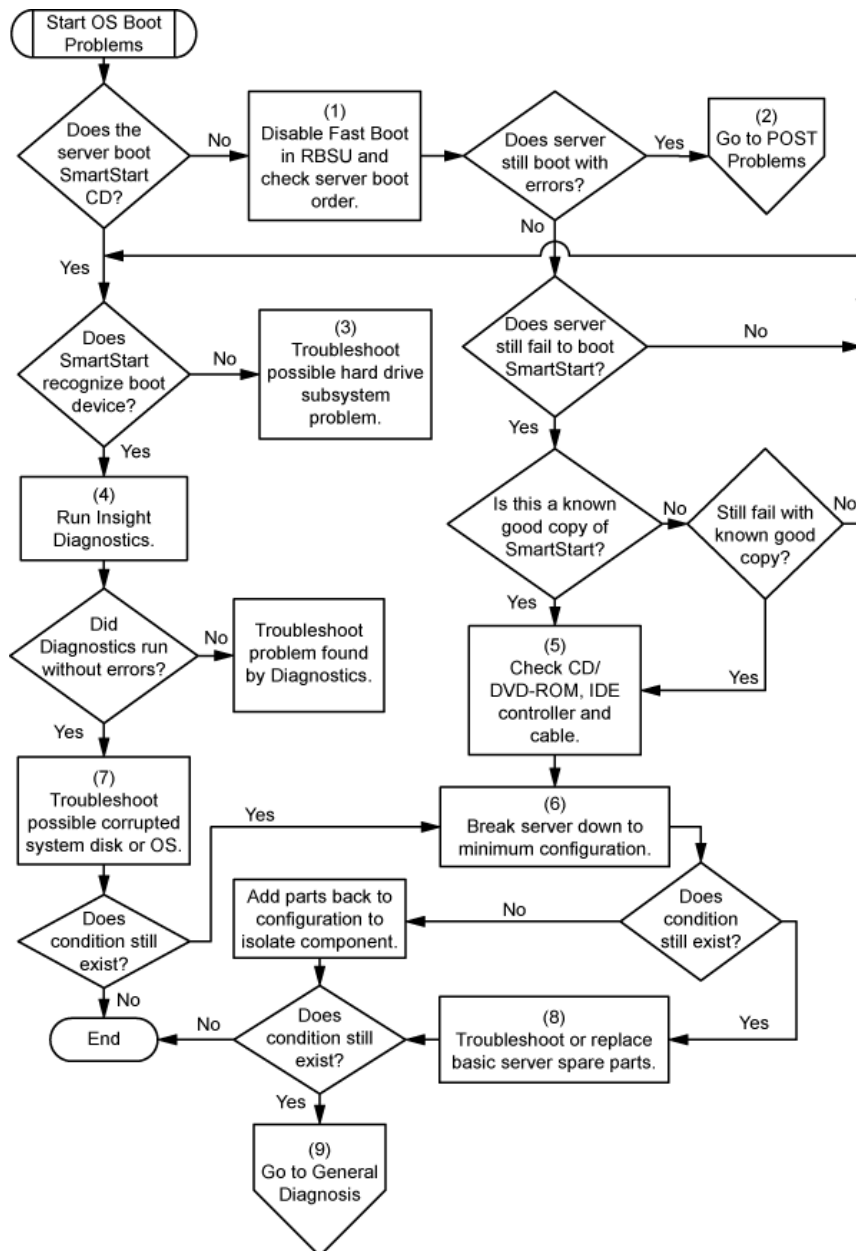 Start OS Boot
Problems
Does the
server boot
SmartStart
CD?
No
(1)
Disable Fast Boot
in RBSU and
check server boot
order.
Does server
still boot with
errors?
Yes
(2)
Go to POST
Problems
No
Yes
Does
SmartStart
recognize boot
device?
No
(3)
Troubleshoot
possible hard drive
subsystem
problem.
Does server
still fail to boot
SmartStart?
No
Yes
Yes
(4)
Run Insight
Diagnostics.
Is this a known
good copy of
SmartStart?
No
Still fail with
known good
copy?
No
Yes
Did
Diagnostics run
without errors?
No
Troubleshoot
problem found
by Diagnostics.
(5)
Check CD/
DVD-ROM, IDE
controller and
cable.
Yes
Yes
(7)
Troubleshoot
possible corrupted
system disk or OS.
Yes
(6)
Break server down to
minimum configuration.
Does
condition still
exist?
No
Add parts back to
configuration to
isolate component.
No
Does
condition
still exist?
Yes
End
No
Does
condition still
exist?
(8)
Troubleshoot or replace
basic server spare parts.
Yes
(9)
Go to General
Diagnosis